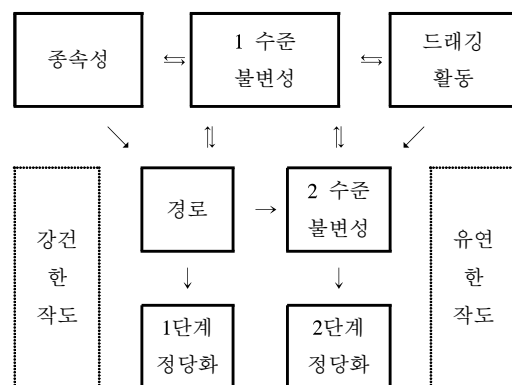 종속성 ⇆ 1 수준 ⇆ 드래깅
불변성 활동
↘ ⇅ ⇅ ↙
강건
한
작도
경로 → 2 수준
불변성
유연
한
작도
↓ ↓
1단계
정당화
2단계
정당화